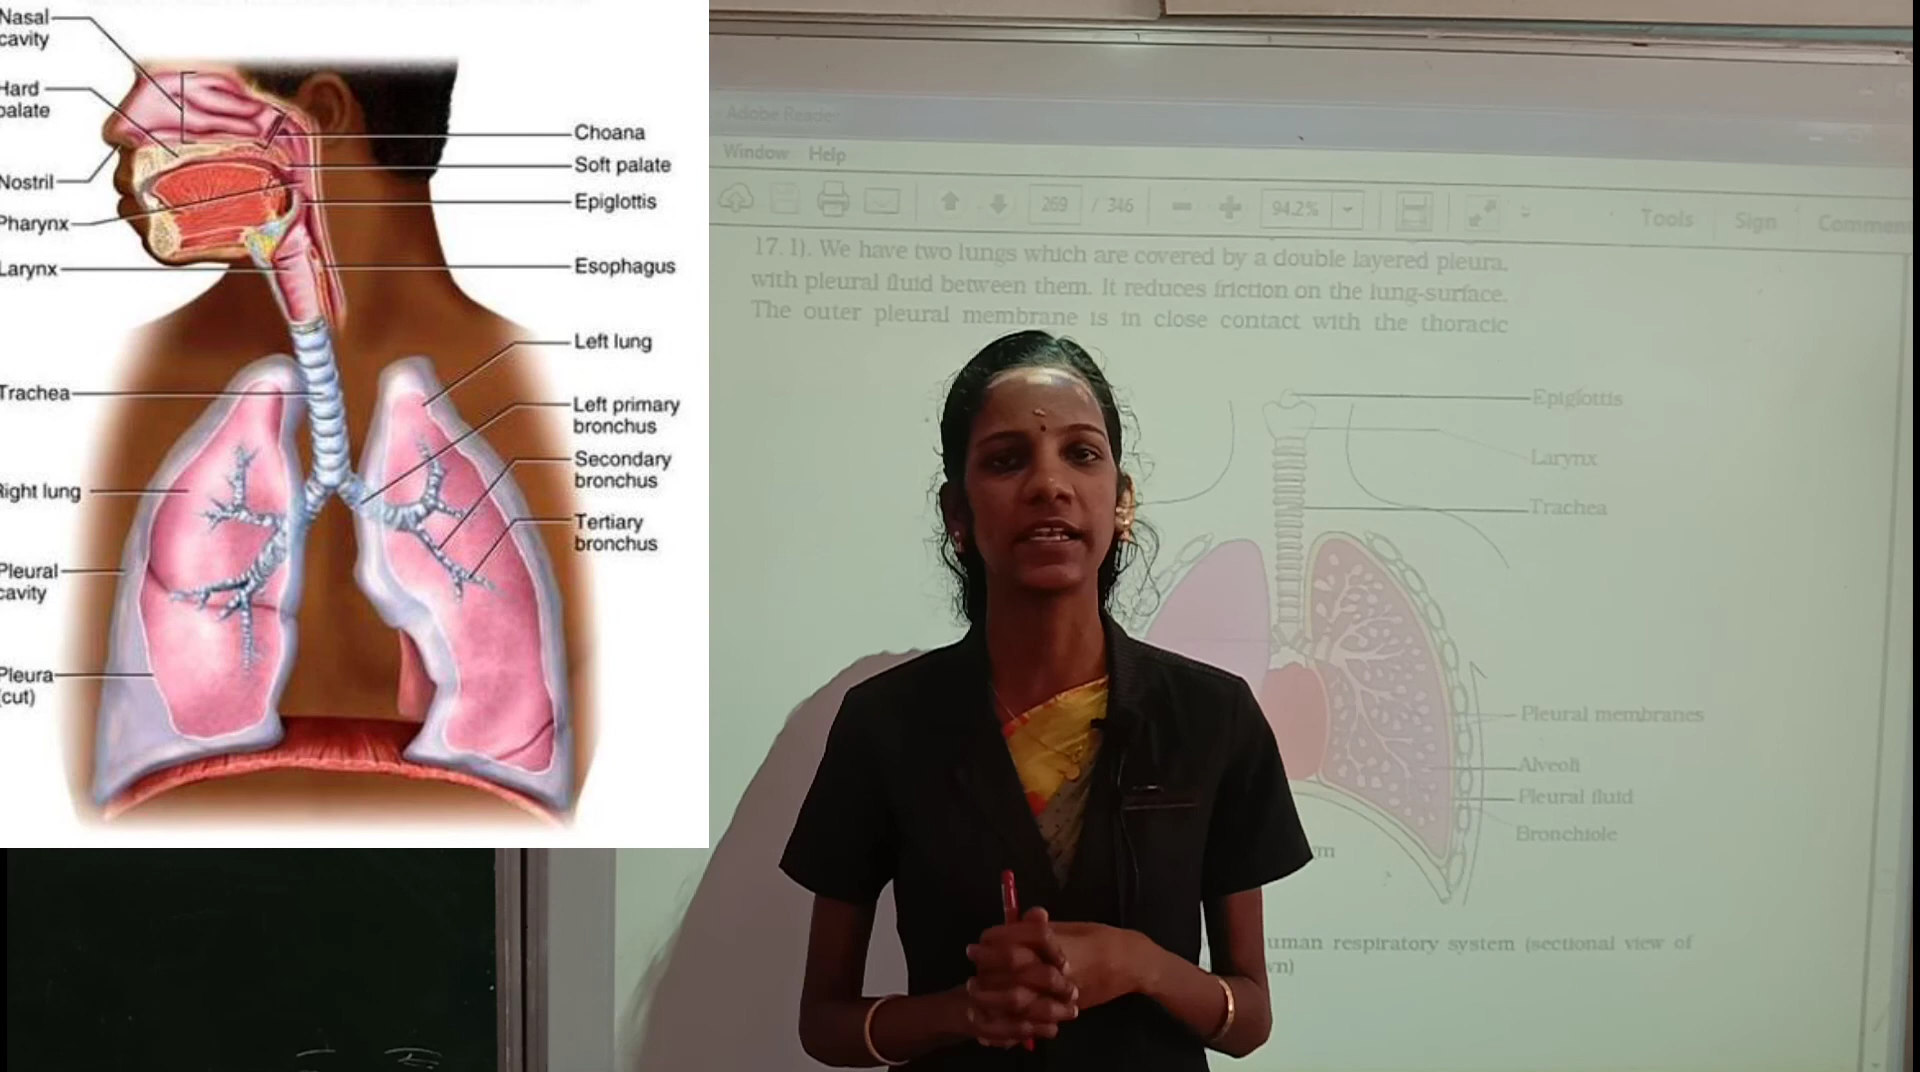 Nasal
cavity
Hard
palate
Nostril
Pharynx
Larynx
Trachea
Right lung
Pleural
cavity
Pleura
(cut)
Choana
Soft palate
Epiglottis
Esophagus
Left lung
Left primary
bronchus
Secondary
bronchus
Tertiary
bronchus
Adobe Reader
Window Help
269 / 346 94.2% Tools Sign Comment
17.1). We have two lungs which are covered by a double layered pleura,
with pleural fluid between them. It reduces friction on the lung-surface.
The outer pleural membrane is in close contact with the thoracic
Epiglottis
Larynx
Trachea
Pleural membranes
Alveoli
Pleural fluid
Bronchiole
uman respiratory system (sectional view of